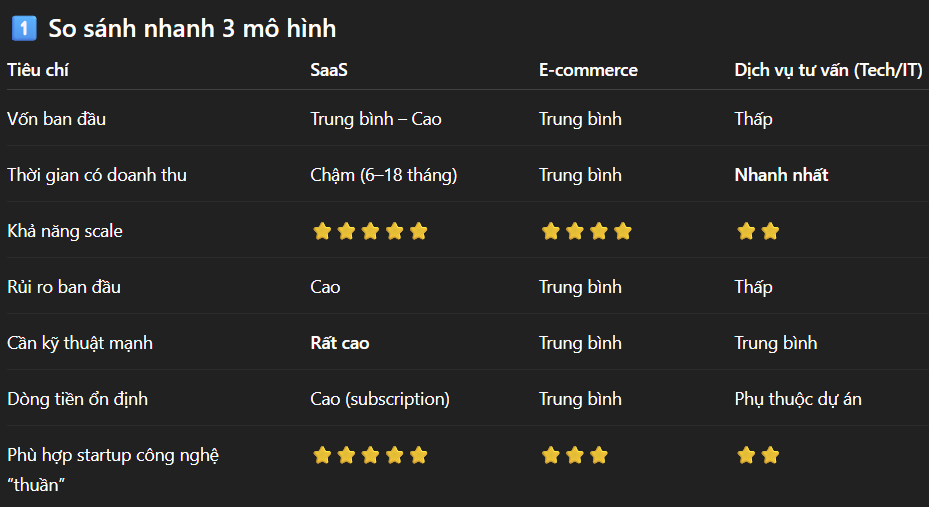 1 So sánh nhanh 3 mô hình
Tiêu chí SaaS E-commerce Dịch vụ tư vấn (Tech/IT)
Vốn ban đầu Trung bình – Cao Trung bình Thấp
Thời gian có doanh thu Chậm (6–18 tháng) Trung bình Nhanh nhất
Khả năng scale ⭐⭐⭐⭐⭐ ⭐⭐⭐⭐ ⭐⭐
Rủi ro ban đầu Cao Trung bình Thấp
Cần kỹ thuật mạnh Rất cao Trung bình Trung bình
Dòng tiền ổn định Cao (subscription) Trung bình Phụ thuộc dự án
Phù hợp startup công nghệ ⭐⭐⭐⭐⭐ ⭐⭐⭐ ⭐⭐
“thuần”